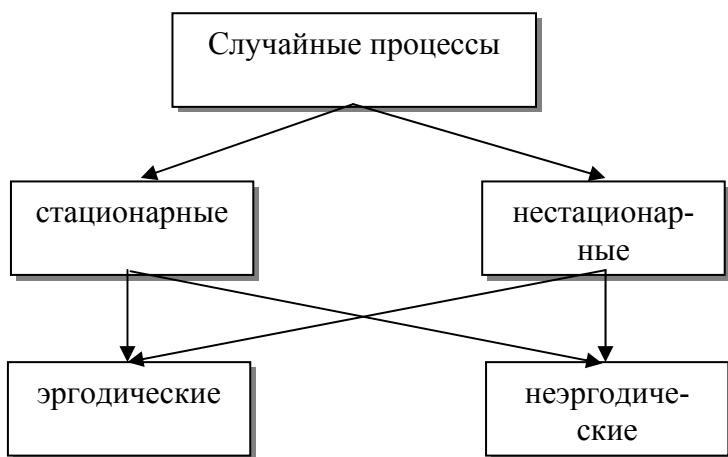 Случайные процессы
стационарные
нестационар-
ные
эргодические
неэргодиче-
ские